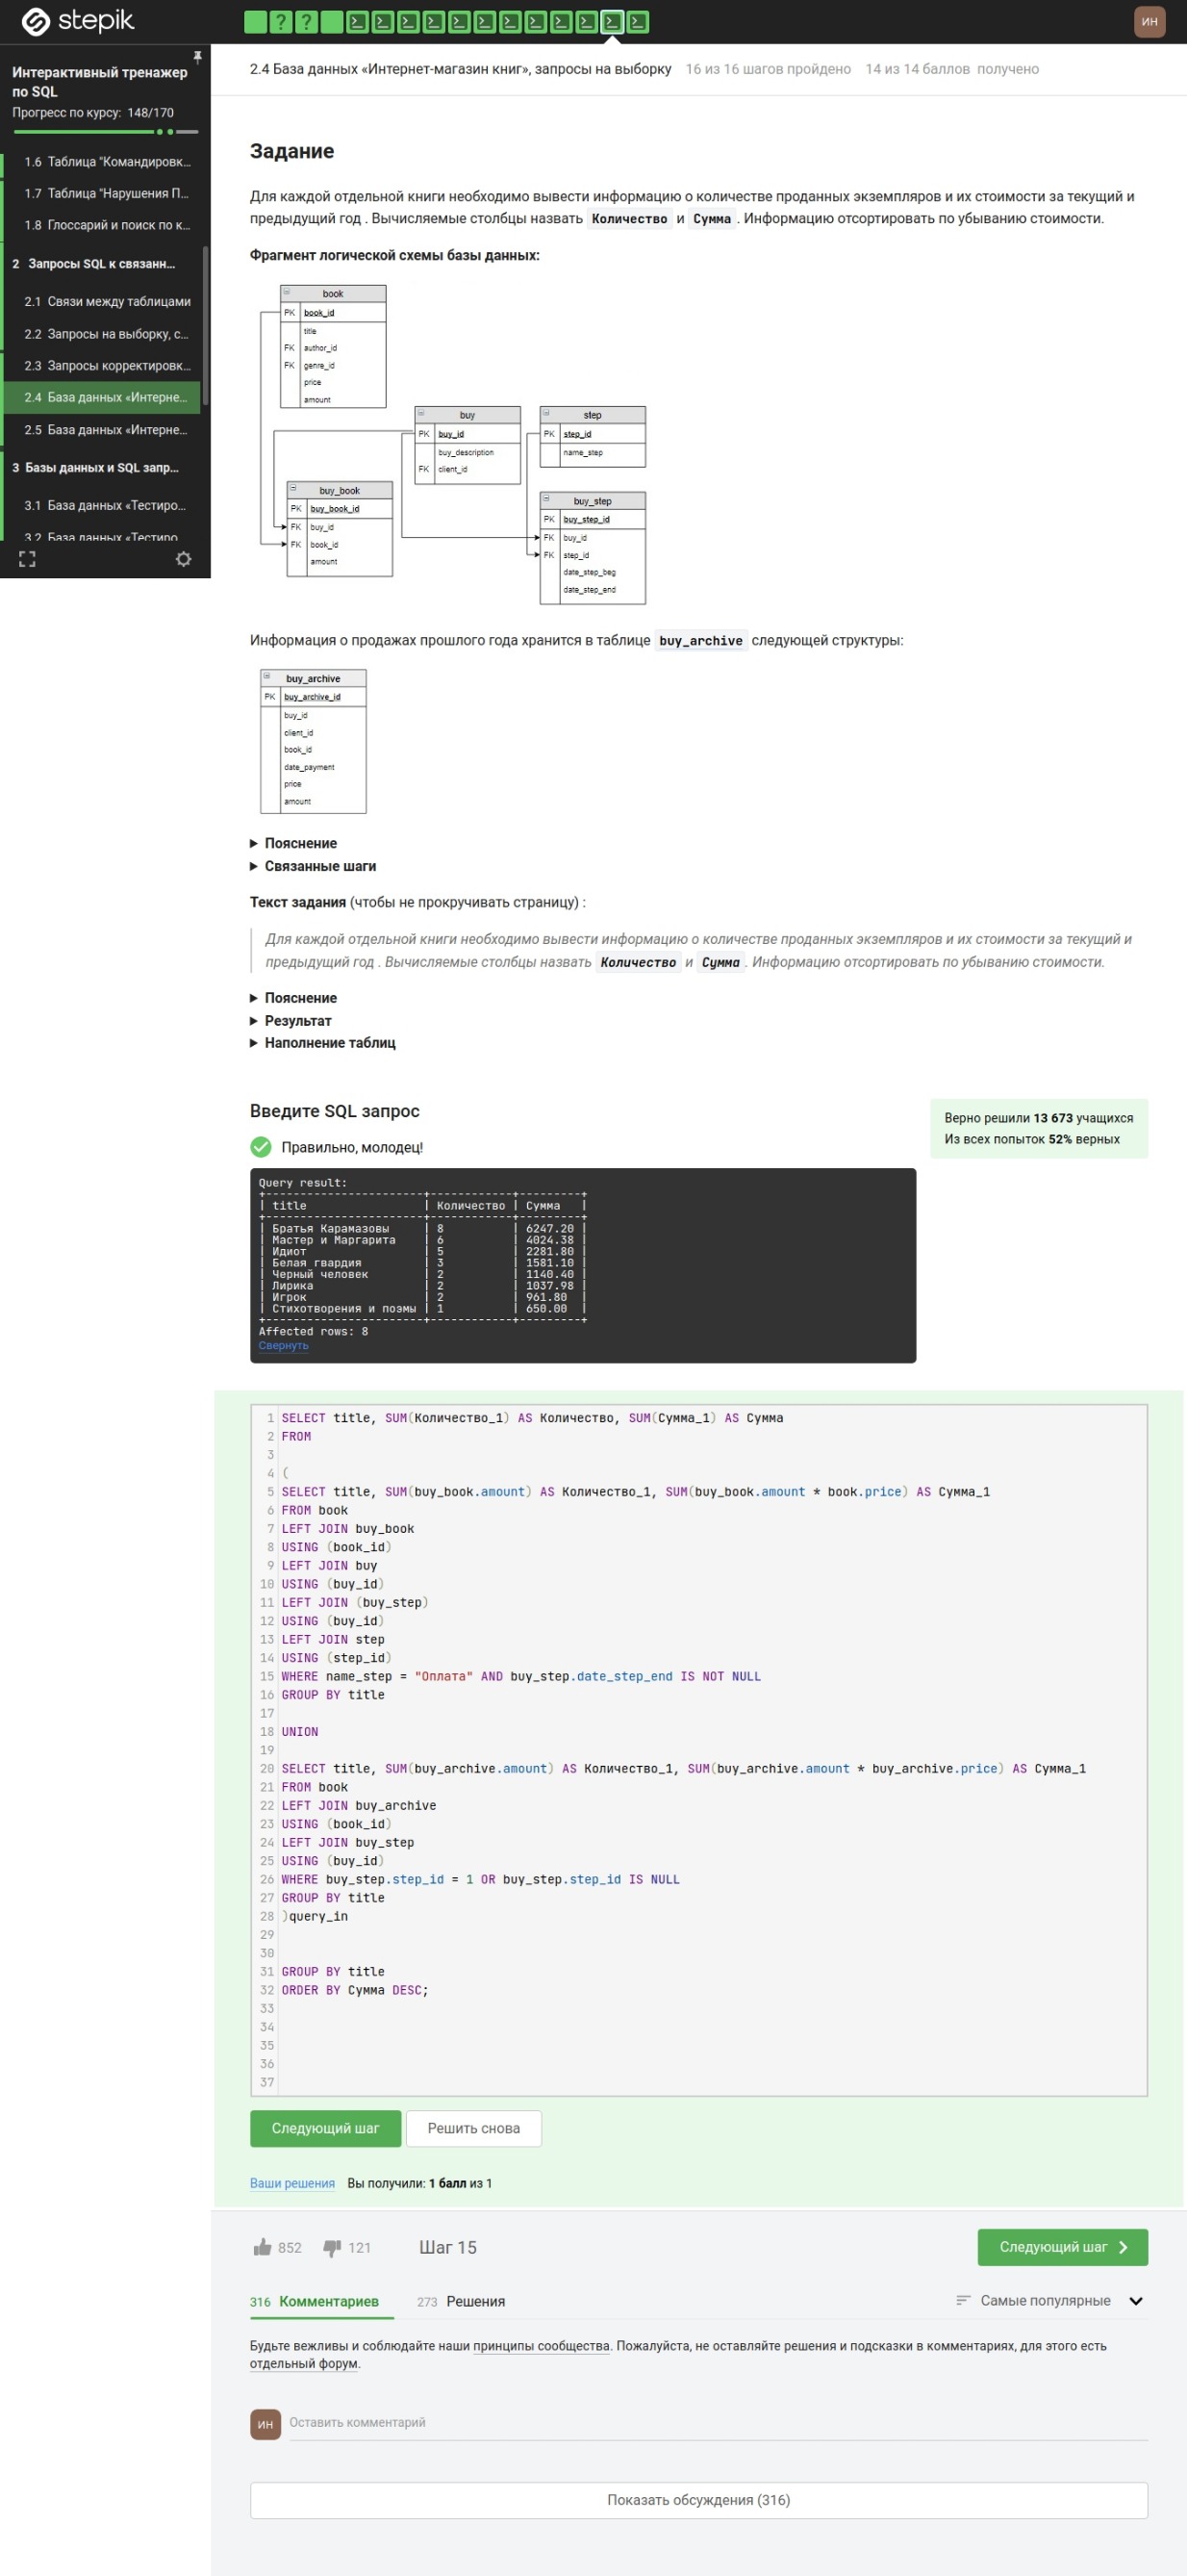 stepik
? ?
ИН
Интерактивный тренажер
по SQL
Прогресс по курсу: 148/170
1.6 Таблица "Командировк...
1.7 Таблица "Нарушения П...
1.8 Глоссарий и поиск по к...
2 Запросы SQL к связанн...
2.1 Связи между таблицами
2.2 Запросы на выборку, с...
2.3 Запросы корректировк...
2.4 База данных «Интерне...
2.5 База данных «Интерне...
3 Базы данных и SQL запр...
3.1 База данных «Тестиро...
3.2 База данных «Тестиро
2.4 База данных «Интернет-магазин книг», запросы на выборку 16 из 16 шагов пройдено 14 из 14 баллов получено
Задание
Для каждой отдельной книги необходимо вывести информацию о количестве проданных экземпляров и их стоимости за текущий и
предыдущий год . Вычисляемые столбцы назвать Количество и Сумма . Информацию отсортировать по убыванию стоимости.
Фрагмент логической схемы базы данных:
book
PK book_id
title
FK author_id
FK genre_id
price
amount
buy
PK buy_id
buy_description
FK client_id
step
PK step_id
name_step
buy_book
PK buy_book_id
FK buy_id
FK book_id
amount
buy_step
PK buy_step_id
FK buy_id
FK step_id
date_step_beg
date_step_end
Информация о продажах прошлого года хранится в таблице buy_archive следующей структуры:
buy_archive
PK buy_archive_id
buy_id
client_id
book_id
date_payment
price
amount
Пояснение
Связанные шаги
Текст задания (чтобы не прокручивать страницу) :
Для каждой отдельной книги необходимо вывести информацию о количестве проданных экземпляров и их стоимости за текущий и
предыдущий год . Вычисляемые столбцы назвать Количество и Сумма . Информацию отсортировать по убыванию стоимости.
Пояснение
Результат
Наполнение таблиц
Введите SQL запрос
Верно решили 13 673 учащихся
Из всех попыток 52% верных
Правильно, молодец!
Query result:
+-----------------------+------------+---------+
| title | Количество | Сумма |
+-----------------------+------------+---------+
| Братья Карамазовы | 8 | 6247.20 |
| Мастер и Маргарита | 6 | 4024.38 |
| Идиот | 5 | 2281.80 |
| Белая гвардия | 3 | 1581.10 |
| Черный человек | 2 | 1140.40 |
| Лирика | 2 | 1037.98 |
| Игрок | 2 | 961.80 |
| Стихотворения и поэмы | 1 | 650.00 |
+-----------------------+------------+---------+
Affected rows: 8
Свернуть
1 SELECT title, SUM(Количество_1) AS Количество, SUM(Сумма_1) AS Сумма
2 FROM
3
4 (
5 SELECT title, SUM(buy_book.amount) AS Количество_1, SUM(buy_book.amount * book.price) AS Сумма_1
6 FROM book
7 LEFT JOIN buy_book
8 USING (book_id)
9 LEFT JOIN buy
10 USING (buy_id)
11 LEFT JOIN (buy_step)
12 USING (buy_id)
13 LEFT JOIN step
14 USING (step_id)
15 WHERE name_step = "Оплата" AND buy_step.date_step_end IS NOT NULL
16 GROUP BY title
17
18 UNION
19
20 SELECT title, SUM(buy_archive.amount) AS Количество_1, SUM(buy_archive.amount * buy_archive.price) AS Сумма_1
21 FROM book
22 LEFT JOIN buy_archive
23 USING (book_id)
24 LEFT JOIN buy_step
25 USING (buy_id)
26 WHERE buy_step.step_id = 1 OR buy_step.step_id IS NULL
27 GROUP BY title
28 )query_in
29
30
31 GROUP BY title
32 ORDER BY Сумма DESC;
33
34
35
36
37
Следующий шаг Решить снова
Ваши решения Вы получили: 1 балл из 1
852 121 Шаг 15 Следующий шаг
316 Комментариев 273 Решения Самые популярные
Будьте вежливы и соблюдайте наши принципы сообщества. Пожалуйста, не оставляйте решения и подсказки в комментариях, для этого есть
отдельный форум.
ИН Оставить комментарий
Показать обсуждения (316)